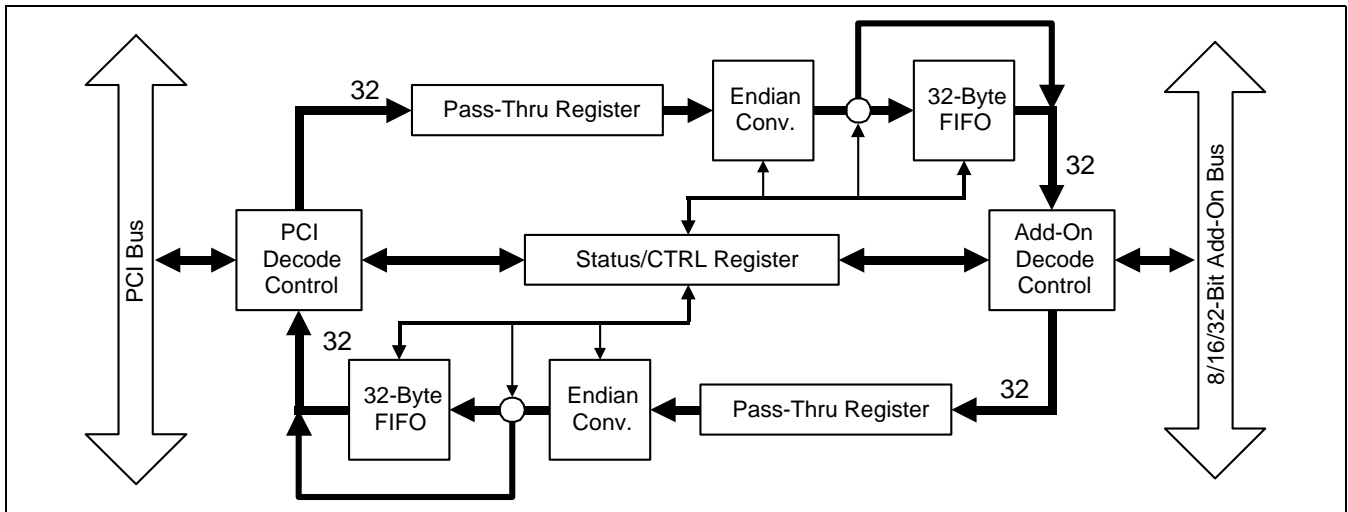 32
Pass-Thru Register
Endian
Conv.
32-Byte
FIFO
32
PCI Bus
PCI
Decode
Control
Status/CTRL Register
Add-On
Decode
Control
8/16/32-Bit Add-On Bus
32
32-Byte
FIFO
Endian
Conv.
Pass-Thru Register
32